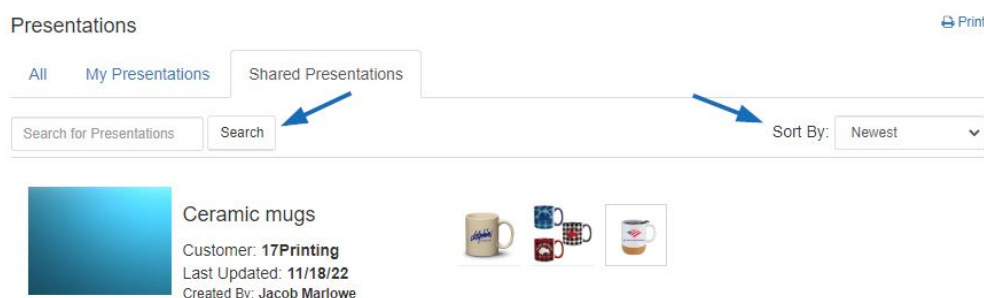 Presentations
Print
All
My Presentations
Shared Presentations
Search for Presentations
Search
Sort By:
Newest
Ceramic mugs
Customer: 17Printing
Last Updated: 11/18/22
Created By: Jacob Marlowe